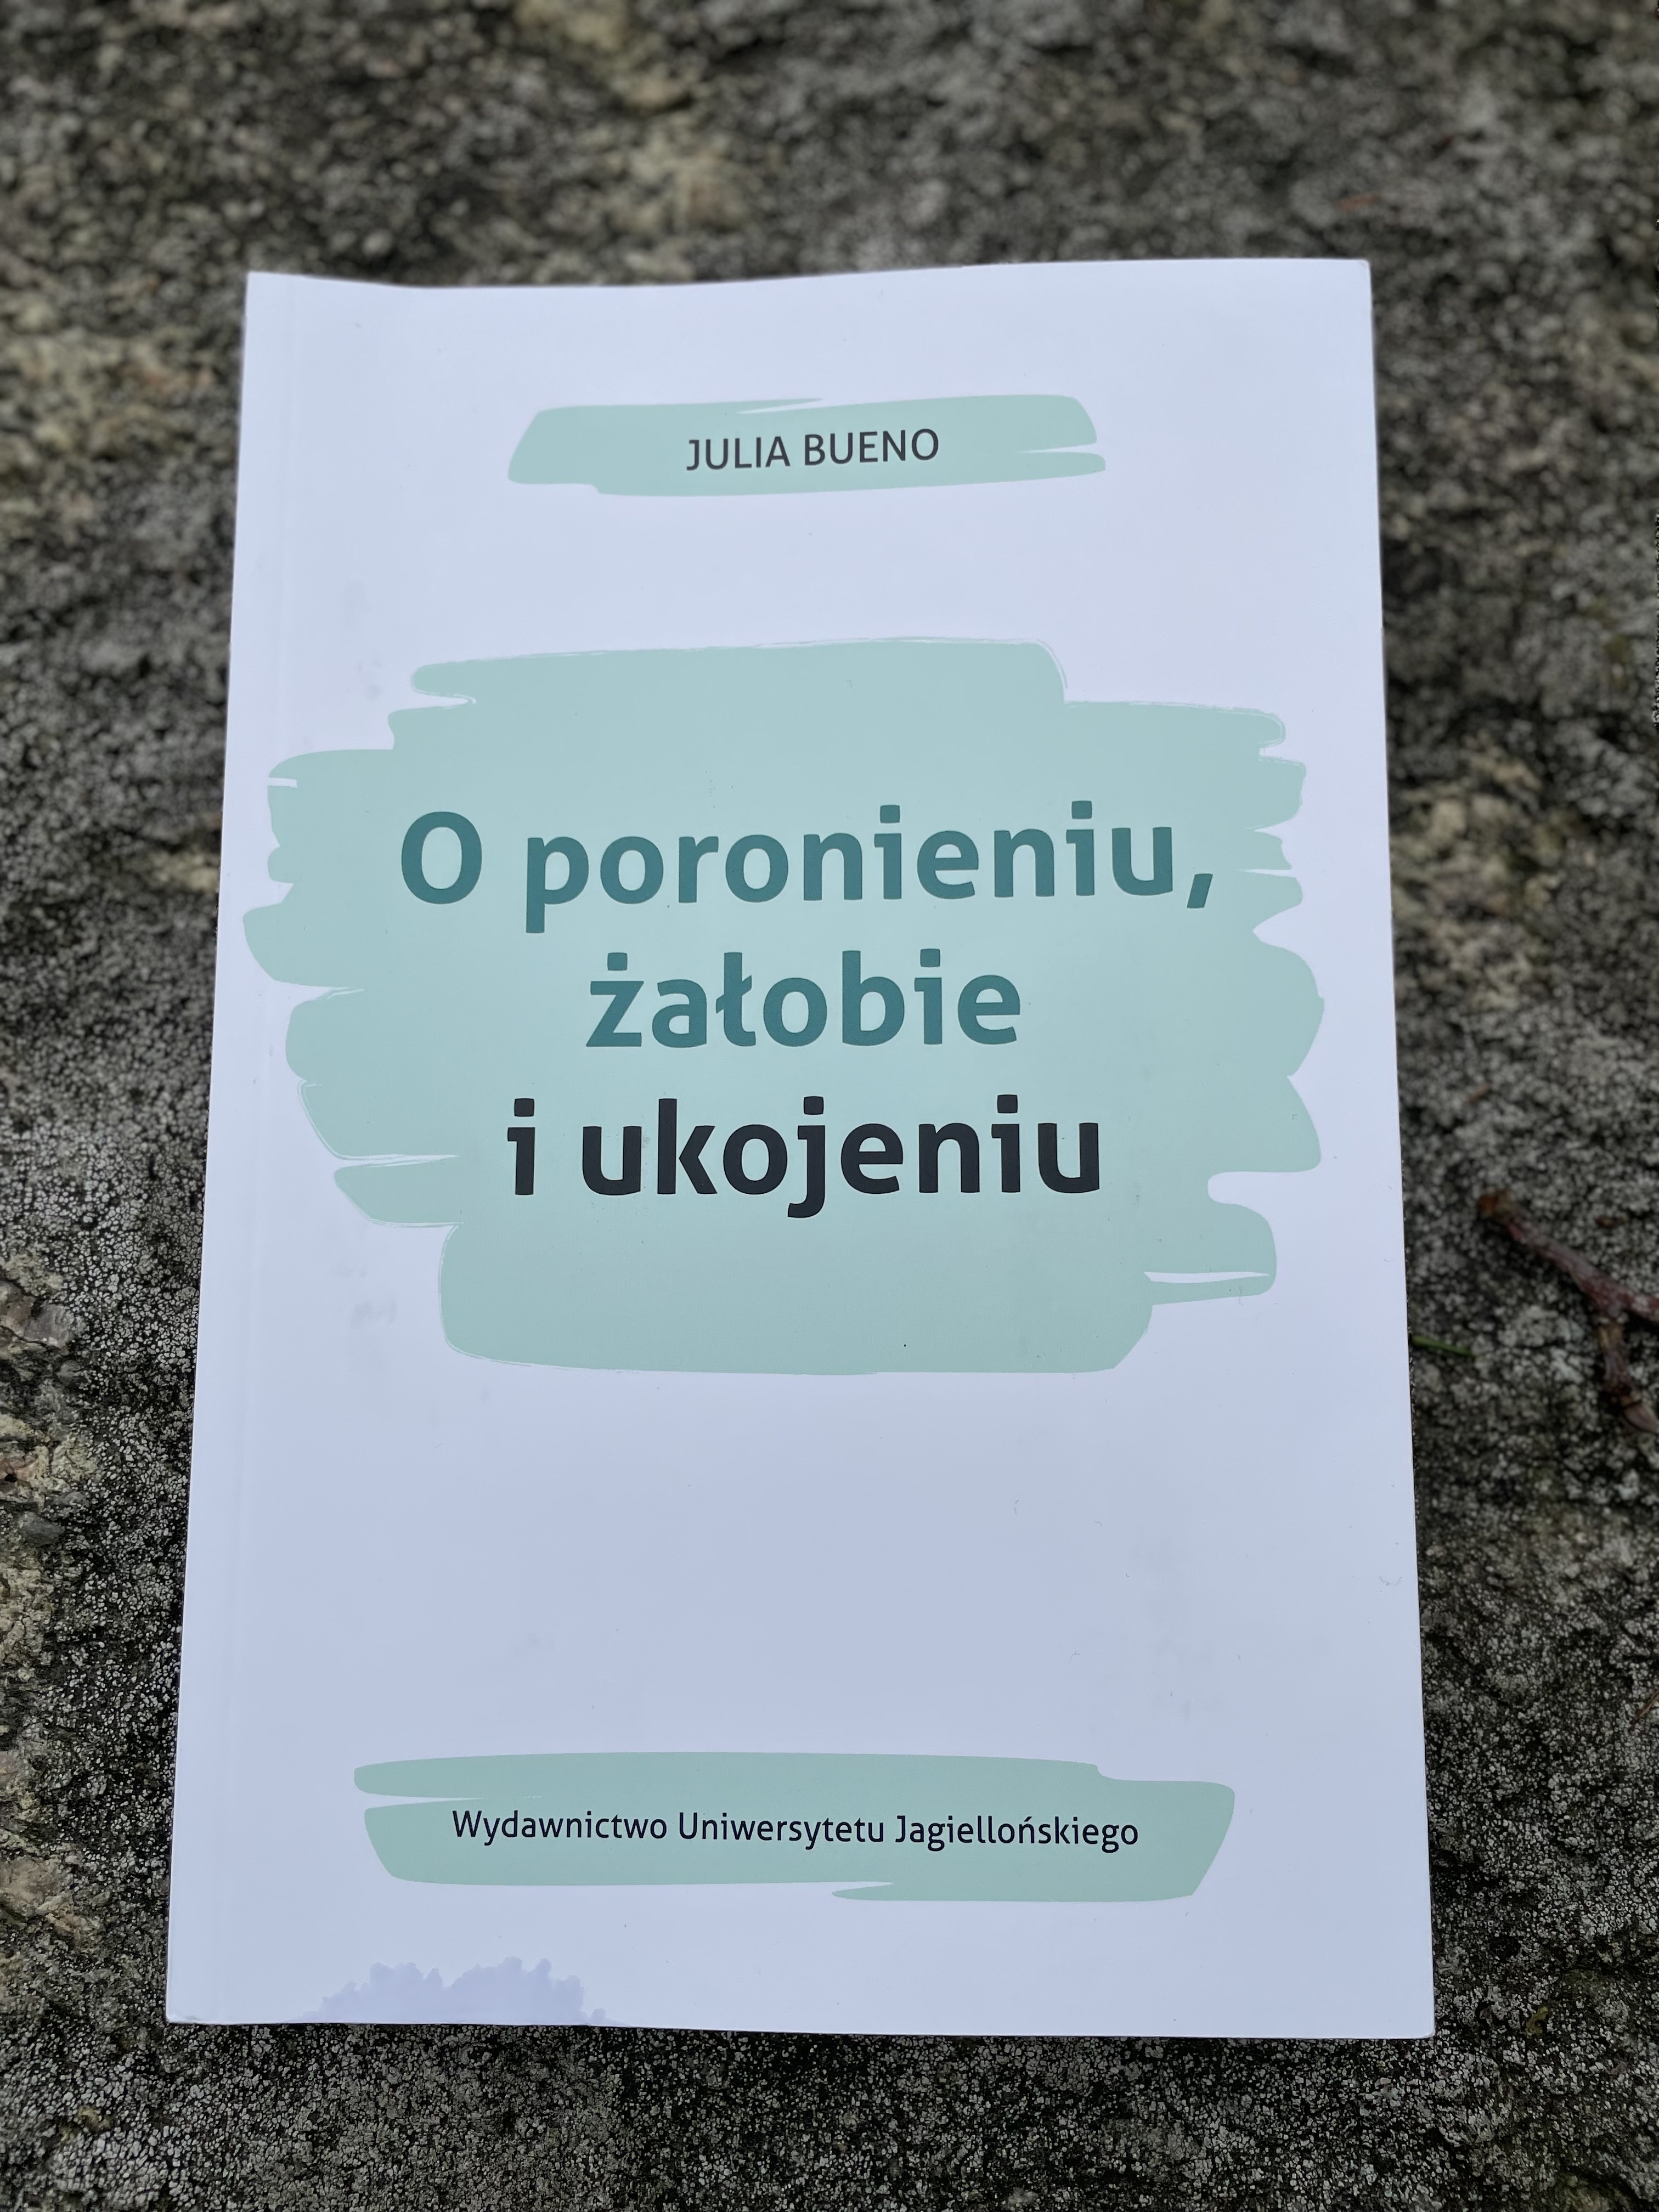 JULIA BUENO
O poronieniu,
żałobie
i ukojeniu
Wydawnictwo Uniwersytetu Jagiellońskiego